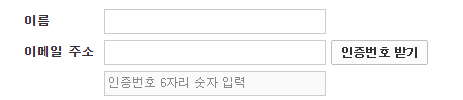 이름
이메일 주소 인증번호 받기
인증번호 6자리 숫자 입력